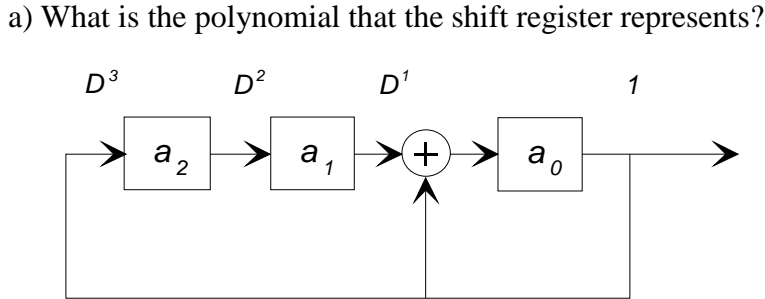 a) What is the polynomial that the shift register represents?
D³ D² D¹ 1
a₂ a₁ + a₀